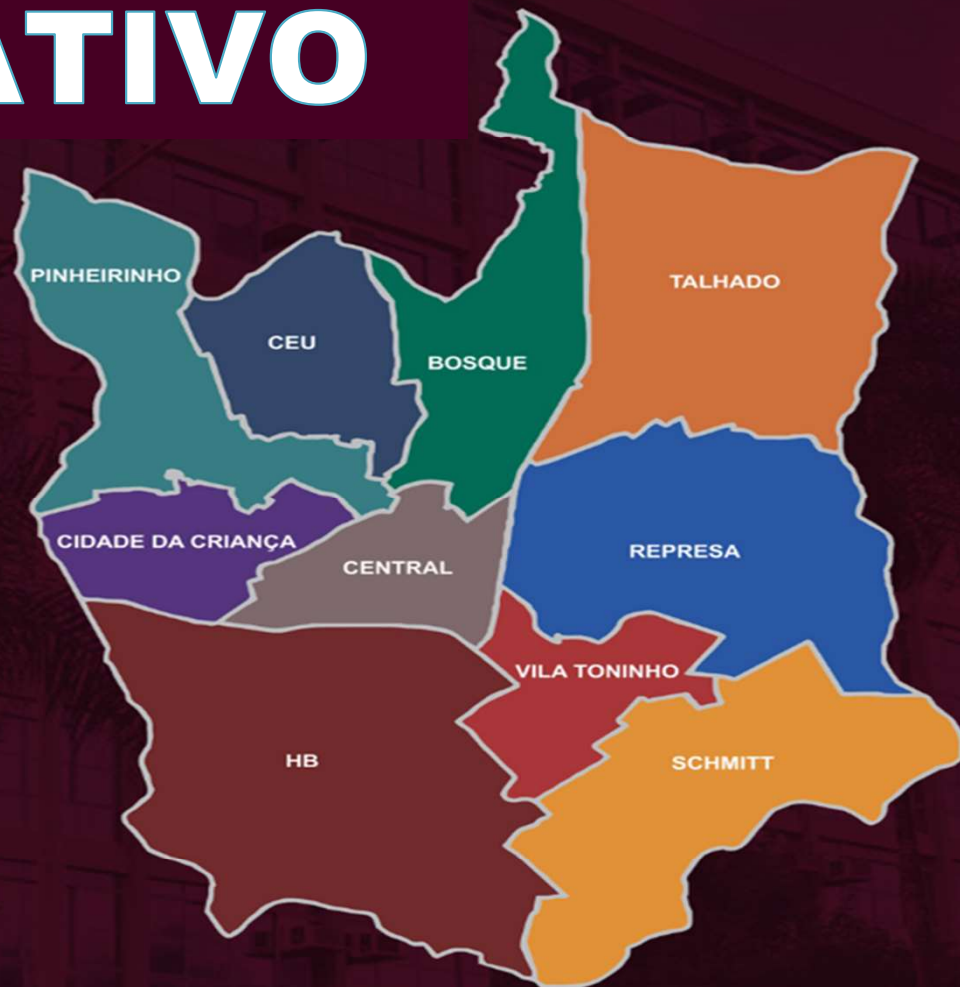 ATIVO
PINHEIRINHO
TALHADO
CEU
BOSQUE
CIDADE DA CRIANÇA
CENTRAL
REPRESA
VILA TONINHO
HB
SCHMITT